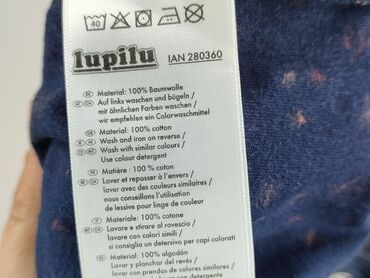 40
lupilu IAN 280360
Material: 100% Baumwolle
Auf links waschen und bügeln /
mit ähnlichen Farben waschen /
wir empfehlen ein Colorwaschmittel
Material: 100% cotton
Wash and iron on reverse /
Wash with similar colours /
Use colour detergent
Matière : 100 % coton
Laver et repasser à l'envers /
laver avec des couleurs similaires /
nous conseillons l'utilisation
de lessive pour linge de couleur
Materiale: 100% cotone
Lavare e stirare al rovescio /
lavare con colori simili /
si consiglia un detersivo per capi colorati
Material: 100% algodón
Lavar y planchar del revés /
lavar con prendas de colores similares /